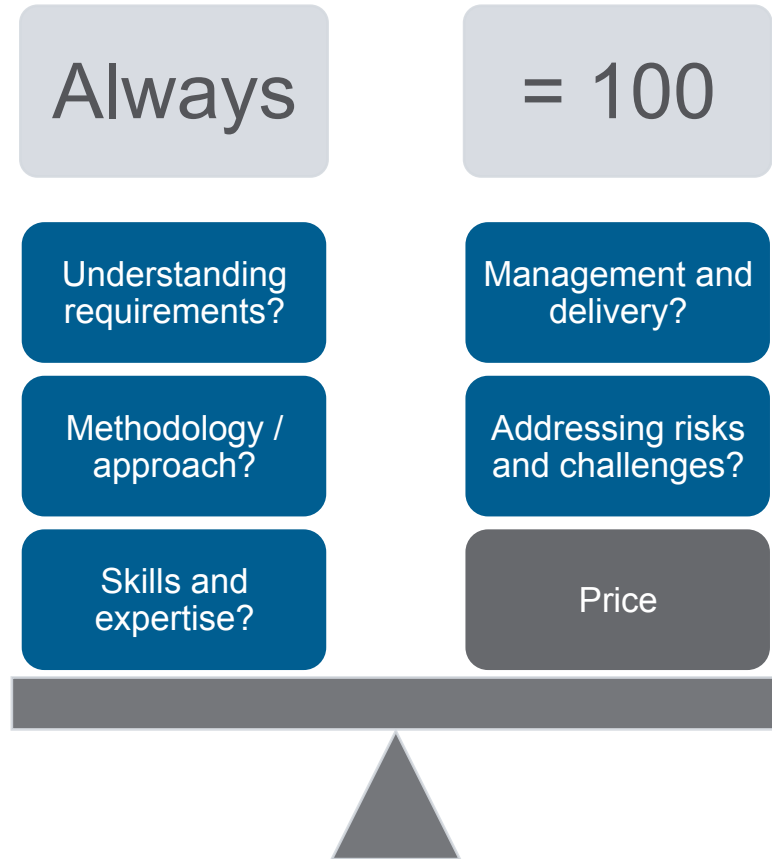 Always
= 100
Understanding
requirements?
Management and
delivery?
Methodology /
approach?
Addressing risks
and challenges?
Skills and
expertise?
Price